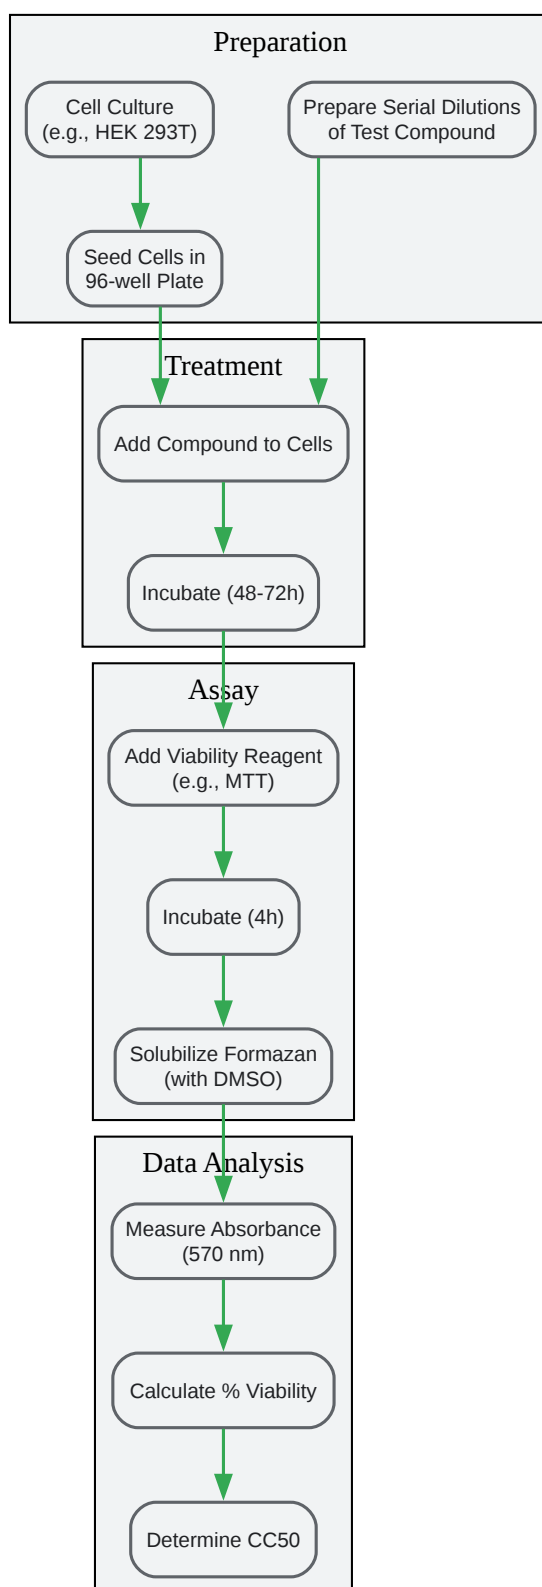 Preparation
Cell Culture
(e.g., HEK 293T)
Prepare Serial Dilutions
of Test Compound
Seed Cells in
96-well Plate
Treatment
Add Compound to Cells
Incubate (48-72h)
Assay
Add Viability Reagent
(e.g., MTT)
Incubate (4h)
Solubilize Formazan
(with DMSO)
Data Analysis
Measure Absorbance
(570 nm)
Calculate % Viability
Determine CC50